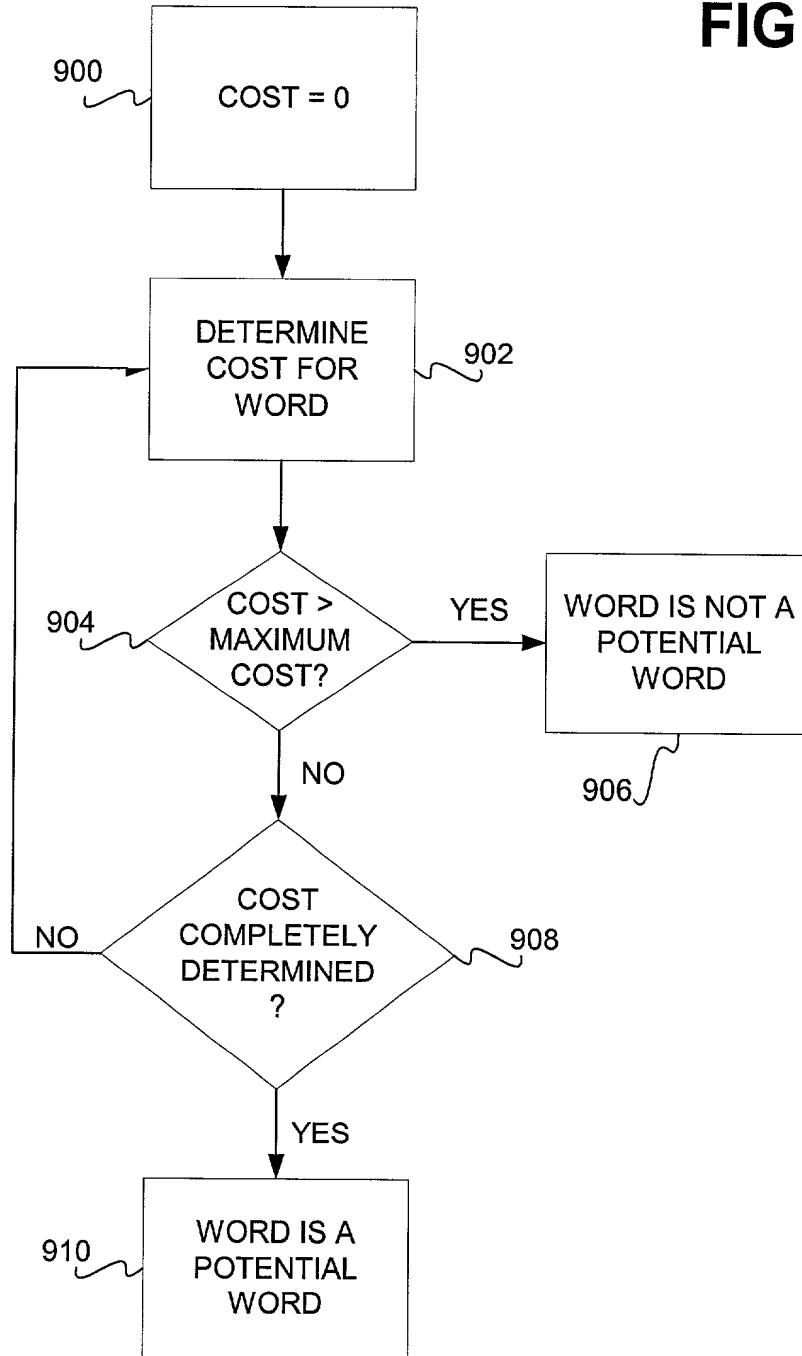 FIG
900
COST = 0
DETERMINE
COST FOR
WORD
902
904
COST >
MAXIMUM
COST?
YES
WORD IS NOT A
POTENTIAL
WORD
906
NO
COST
COMPLETELY
DETERMINED
?
NO
908
YES
910
WORD IS A
POTENTIAL
WORD